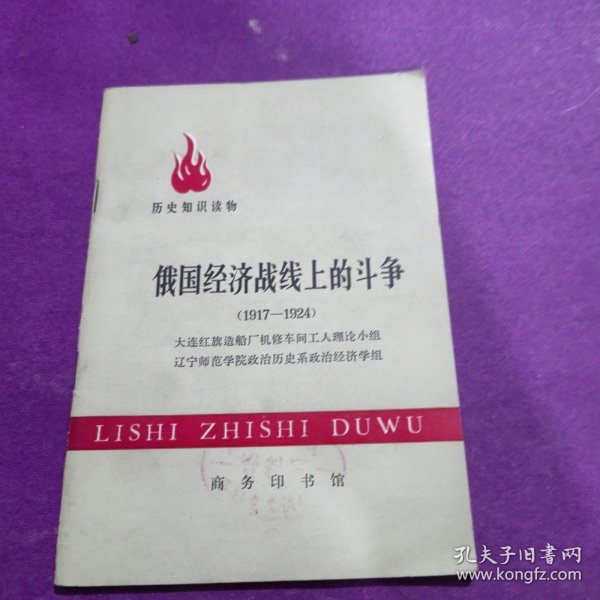 历史知识读物
俄国经济战线上的斗争
(1917—1924)
大连红旗造船厂机修车间工人理论小组
辽宁师范学院政治历史系政治经济学组
LISHI ZHISHI DUWU
商务印书馆
孔夫子旧书网
www.kongfz.com